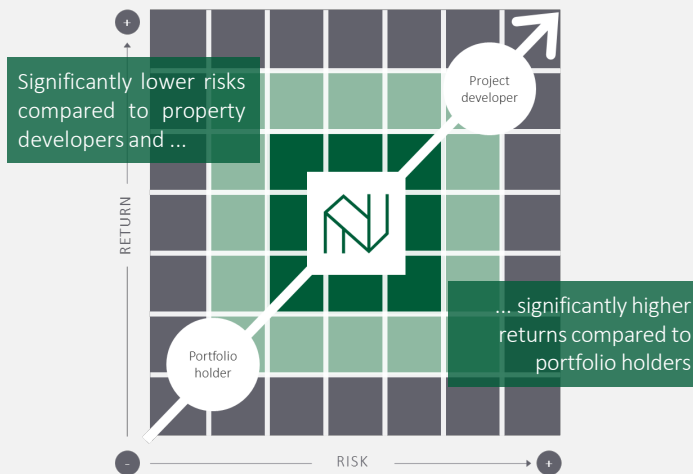 +
Significantly lower risks
compared to property
developers and ...
Project
developer
RETURN
... significantly higher
returns compared to
portfolio holders
Portfolio
holder
-
RISK
+